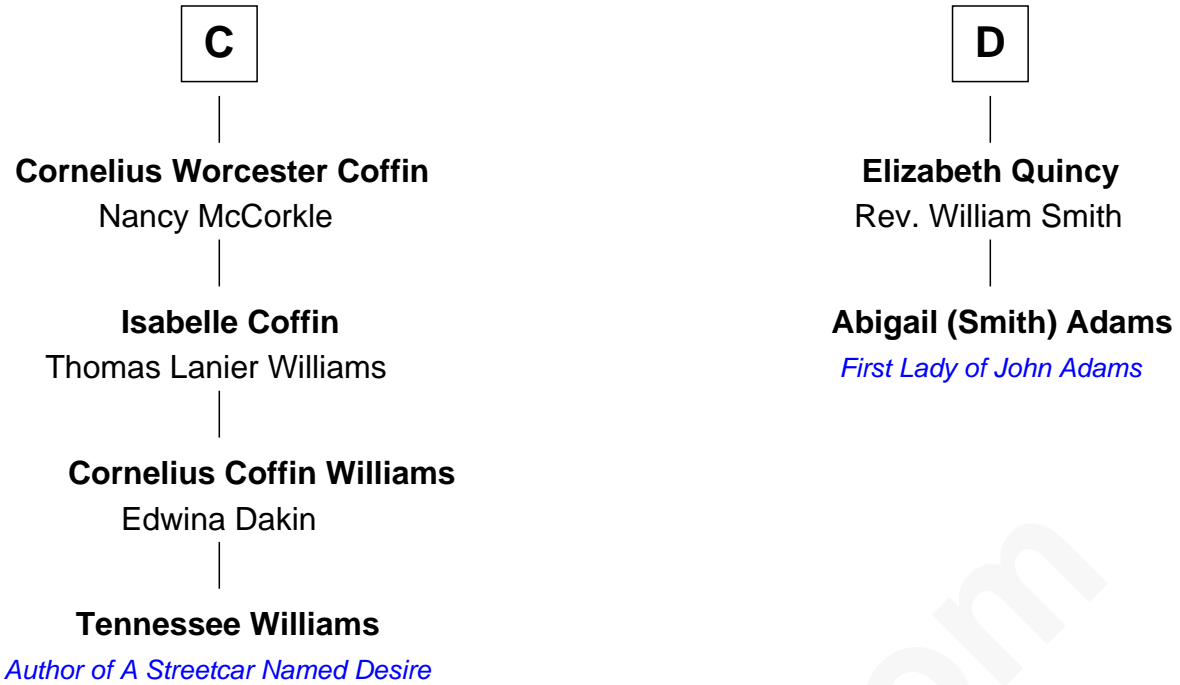 C
Cornelius Worcester Coffin
Nancy McCorkle
Isabelle Coffin
Thomas Lanier Williams
Cornelius Coffin Williams
Edwina Dakin
Tennessee Williams
Author of A Streetcar Named Desire
D
Elizabeth Quincy
Rev. William Smith
Abigail (Smith) Adams
First Lady of John Adams
om